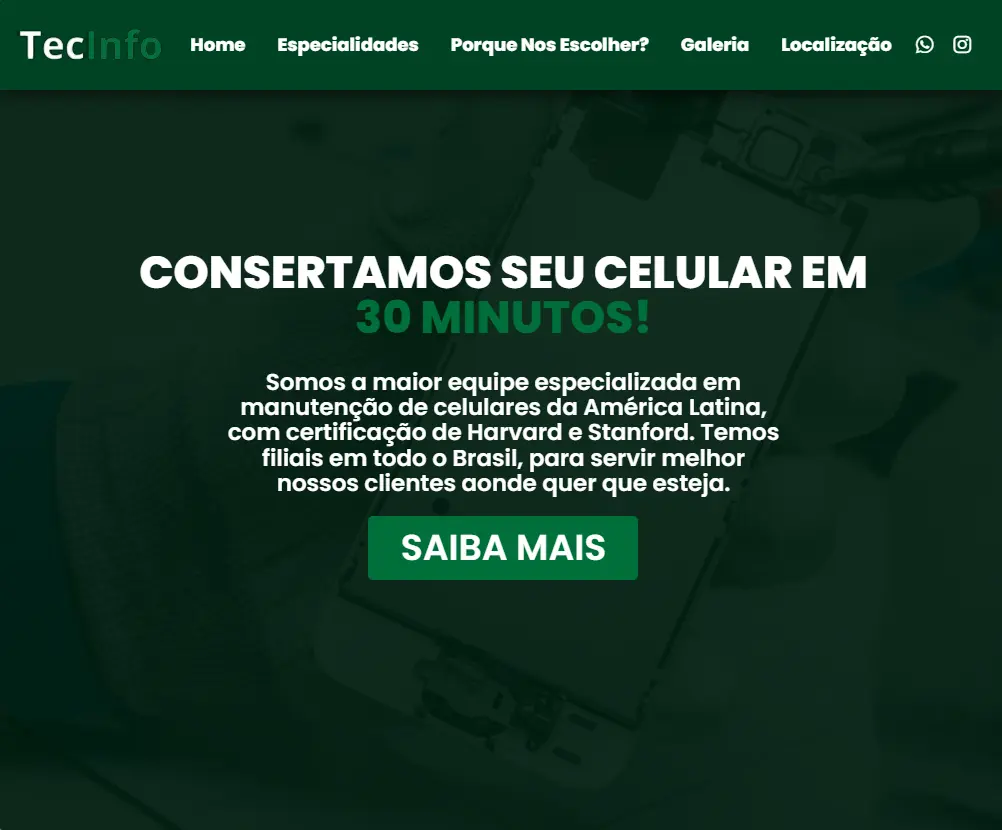 TecInfo
Home
Especialidades
Porque Nos Escolher?
Galeria
Localização
CONSERTAMOS SEU CELULAR EM
30 MINUTOS!
Somos a maior equipe especializada em
manutenção de celulares da América Latina,
com certificação de Harvard e Stanford. Temos
filiais em todo o Brasil, para servir melhor
nossos clientes aonde quer que esteja.
SAIBA MAIS